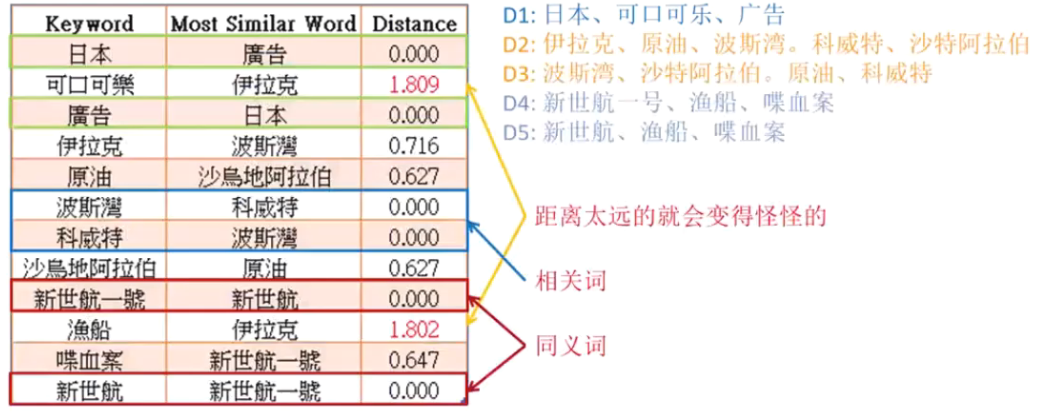 Keyword Most Similar Word Distance
日本 廣告 0.000
可口可樂 伊拉克 1.809
廣告 日本 0.000
伊拉克 波斯灣 0.716
原油 沙烏地阿拉伯 0.627
波斯灣 科威特 0.000
科威特 波斯灣 0.000
沙烏地阿拉伯 原油 0.627
新世航一號 新世航 0.000
漁船 伊拉克 1.802
喋血案 新世航一號 0.647
新世航 新世航一號 0.000
D1: 日本、可口可乐、广告
D2: 伊拉克、原油、波斯湾。科威特、沙特阿拉伯
D3: 波斯湾、沙特阿拉伯。原油、科威特
D4: 新世航一号、渔船、喋血案
D5: 新世航、渔船、喋血案
距离太远的就会变得怪怪的
相关词
同义词